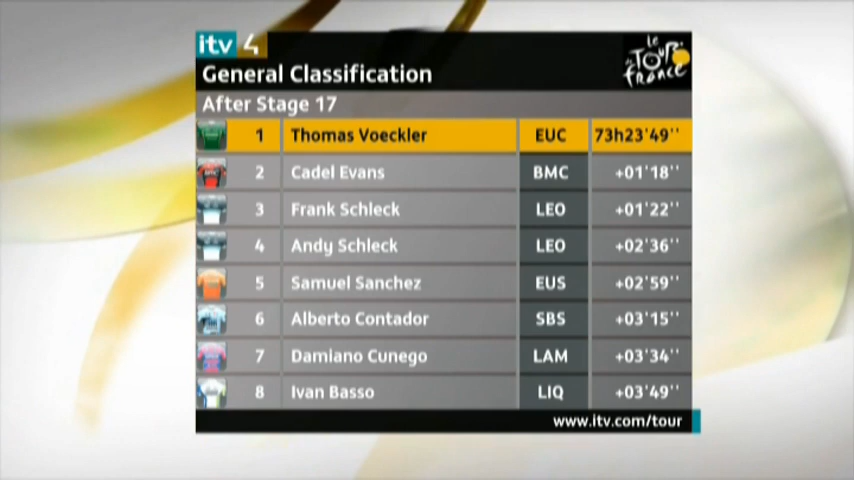 itv 4
le TOUR de france
General Classification
After Stage 17
1 Thomas Voeckler EUC 73h23'49''
2 Cadel Evans BMC +01'18''
3 Frank Schleck LEO +01'22''
4 Andy Schleck LEO +02'36''
5 Samuel Sanchez EUS +02'59''
6 Alberto Contador SBS +03'15''
7 Damiano Cunego LAM +03'34''
8 Ivan Basso LIQ +03'49''
www.itv.com/tour